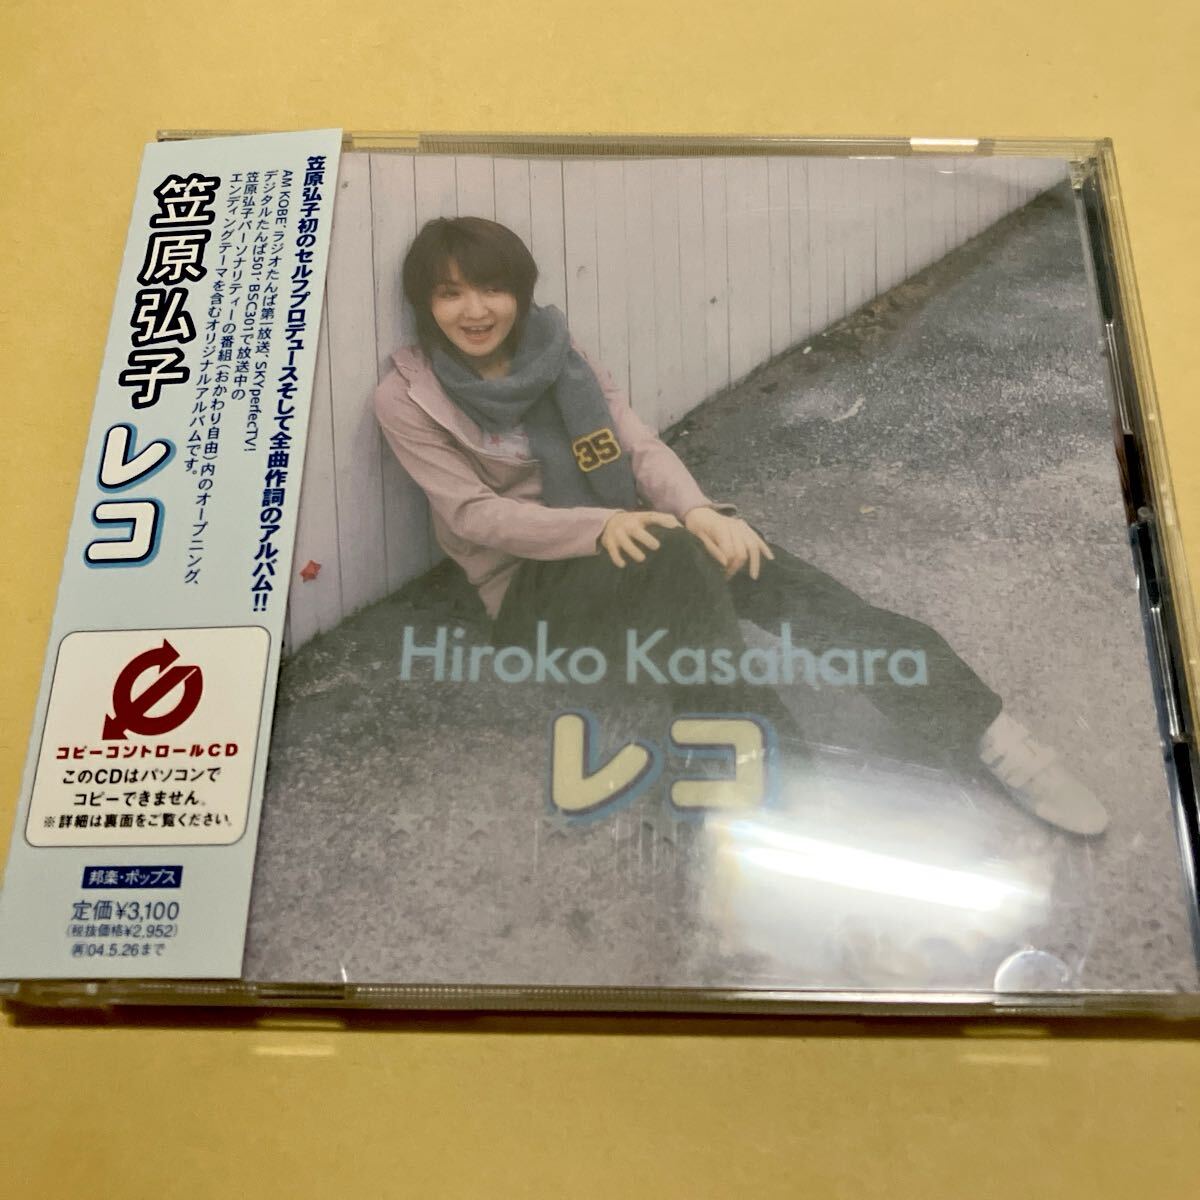 笠原弘子 レコ
笠原弘子初のセルフプロデュースそして全曲作詞のアルバム!!
AM KOBE、ラジオたんぱ第一放送、SKYperfecTV!
デジタルたんぱ501、BSC301で放送中の
笠原弘子パーソナリティーの番組(おかわり自由)内のオープニング、
エンディングテーマを含むオリジナルアルバムです。
コピーコントロールCD
このCDはパソコンで
コピーできません。
※詳細は裏面をご覧ください。
邦楽・ポップス
定価¥3,100
(税抜価格¥2,952)
再04.5.26まで
35
Hiroko Kasahara
レコ